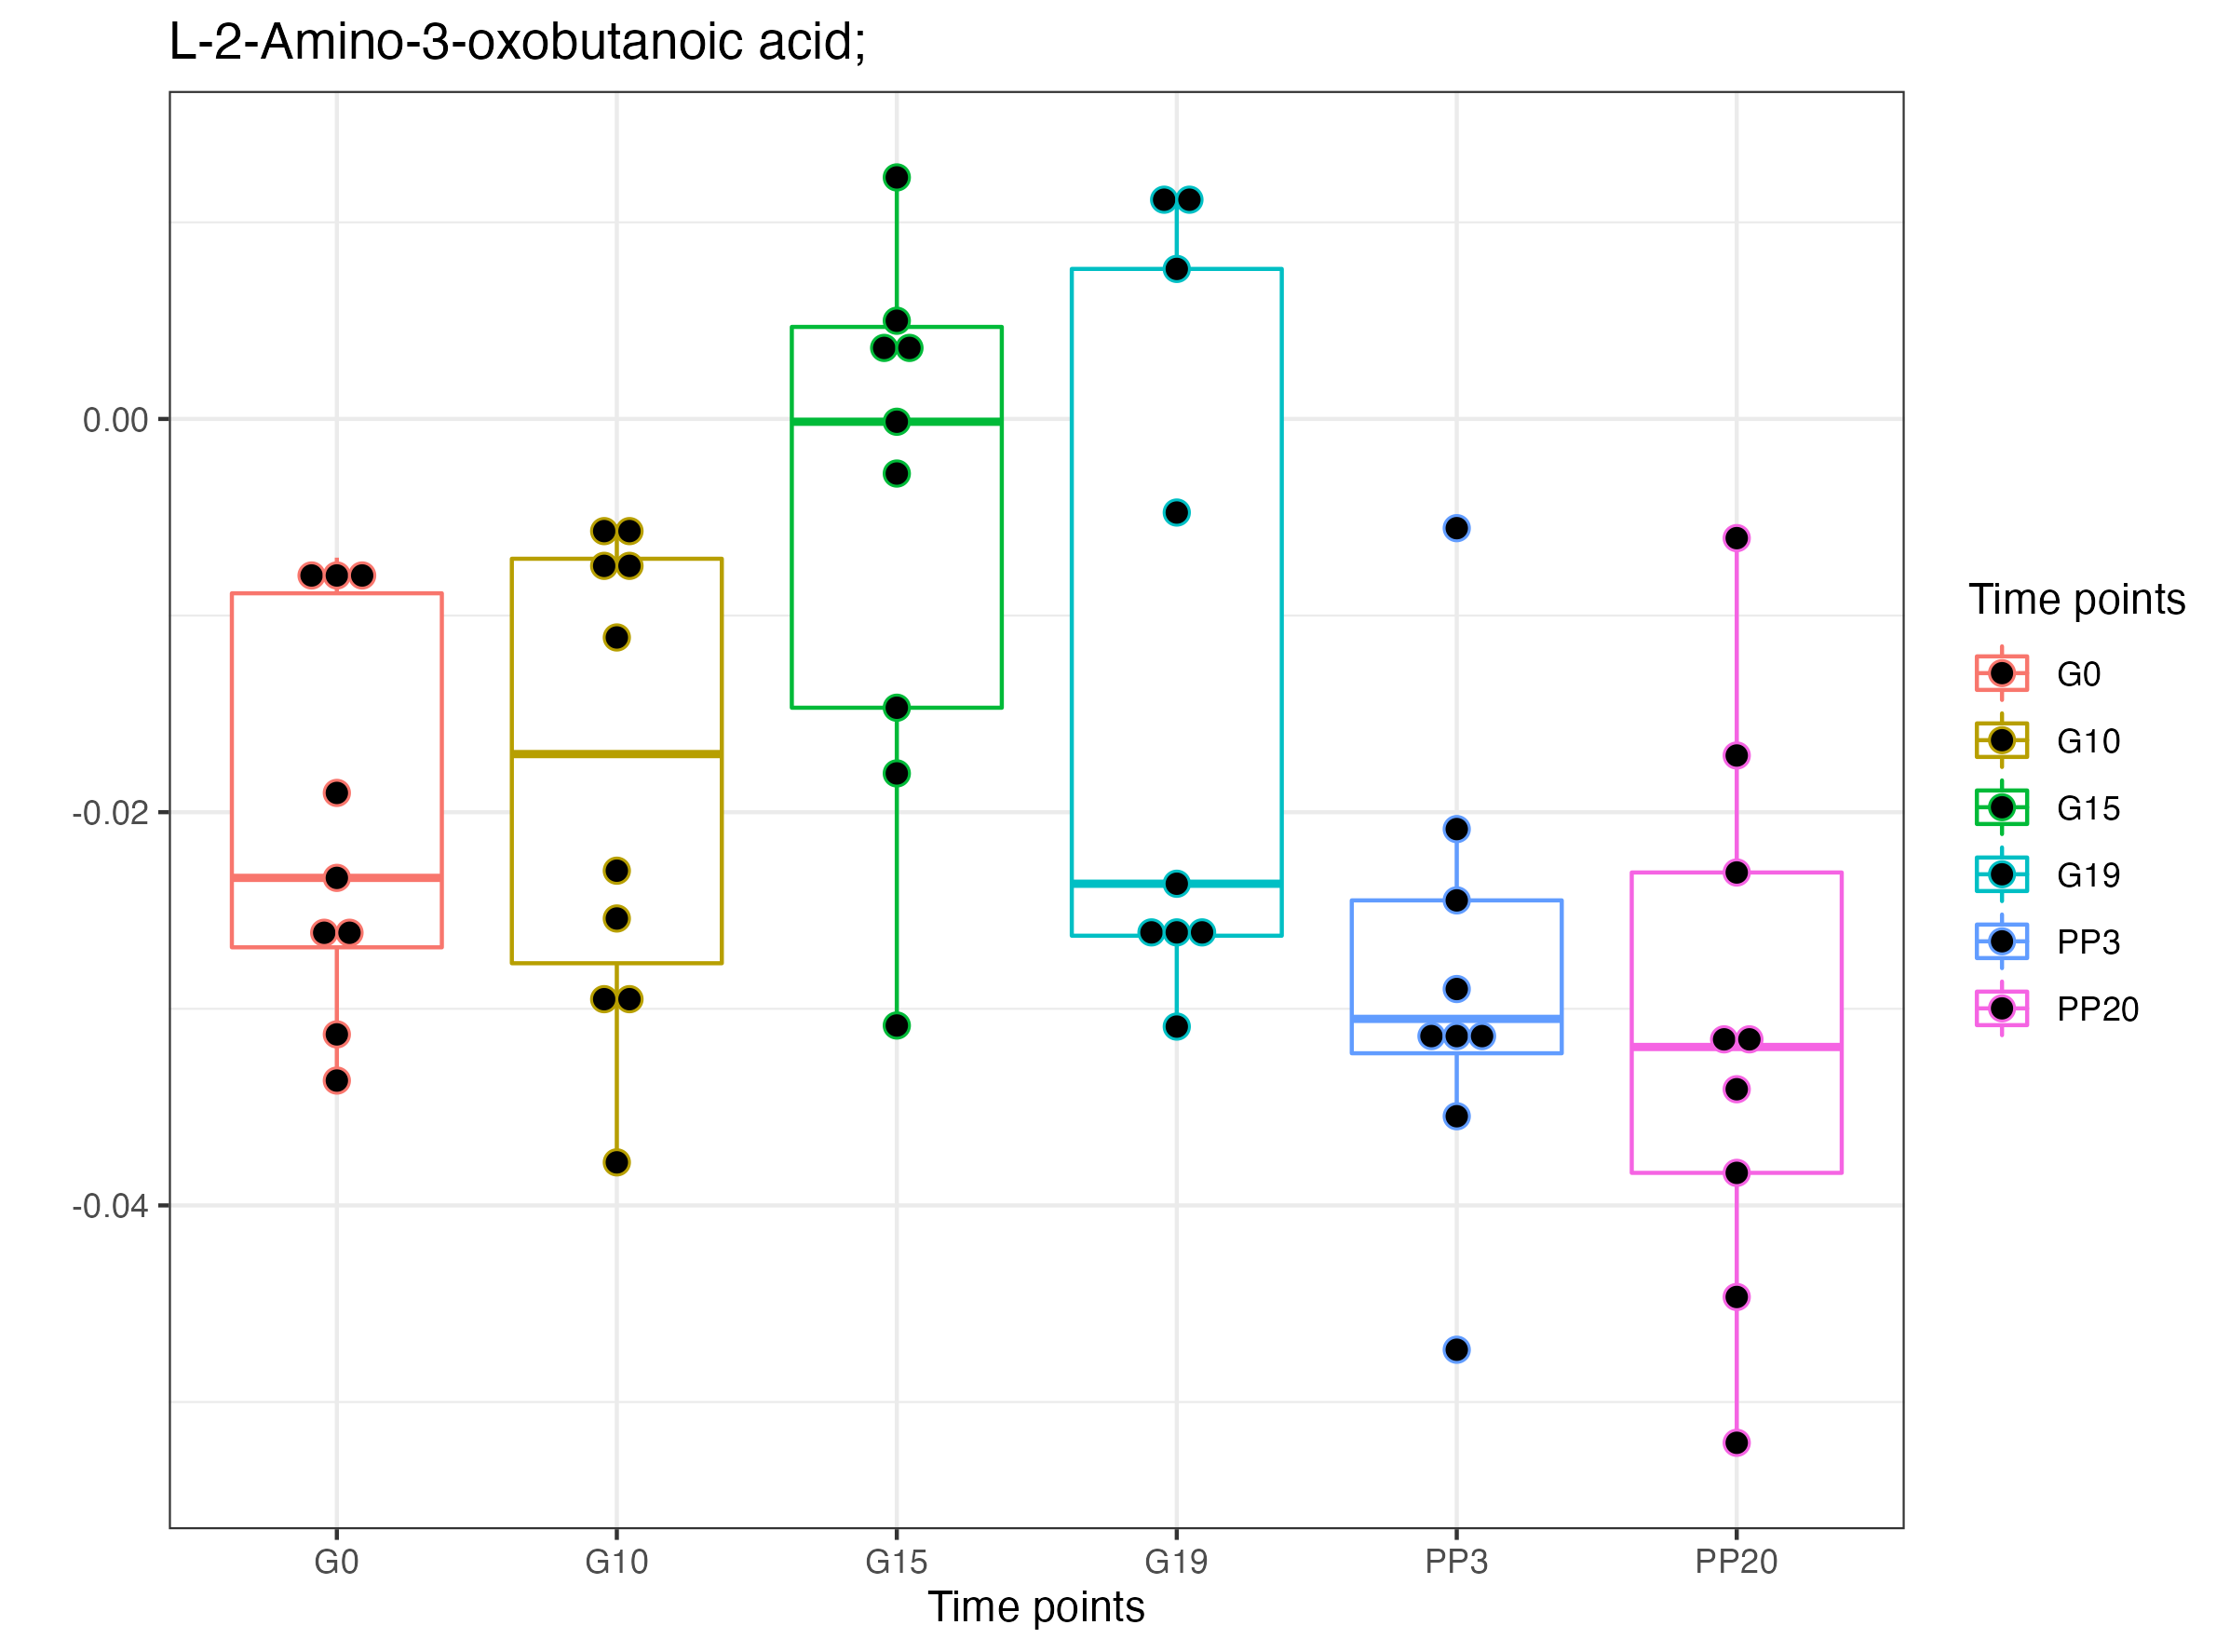 L-2-Amino-3-oxobutanoic acid;
0.00
-0.02
-0.04
G0 G10 G15 G19 PP3 PP20
Time points
Time points
G0
G10
G15
G19
PP3
PP20